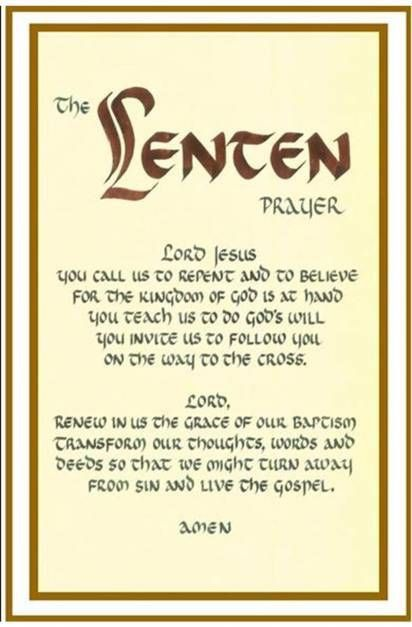 The
LENTEN
PRAYER
LORD JESUS
YOU CALL US TO REPENT AND TO BELIEVE
FOR THE KINGDOM OF GOD IS AT HAND
YOU TEACH US TO DO GOD'S WILL
YOU INVITE US TO FOLLOW YOU
ON THE WAY TO THE CROSS.
LORD,
RENEW IN US THE GRACE OF OUR BAPTISM
TRANSFORM OUR THOUGHTS, WORDS AND
DEEDS SO THAT WE MIGHT TURN AWAY
FROM SIN AND LIVE THE GOSPEL.
AMEN